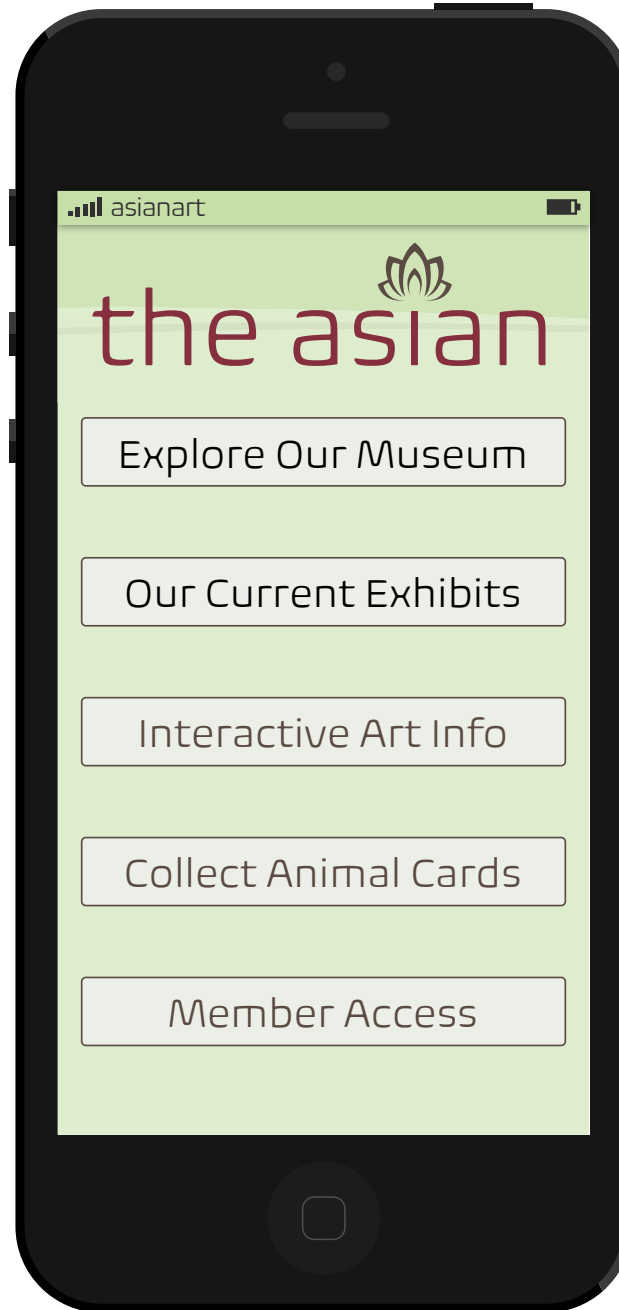 asianart
the asian
Explore Our Museum
Our Current Exhibits
Interactive Art Info
Collect Animal Cards
Member Access